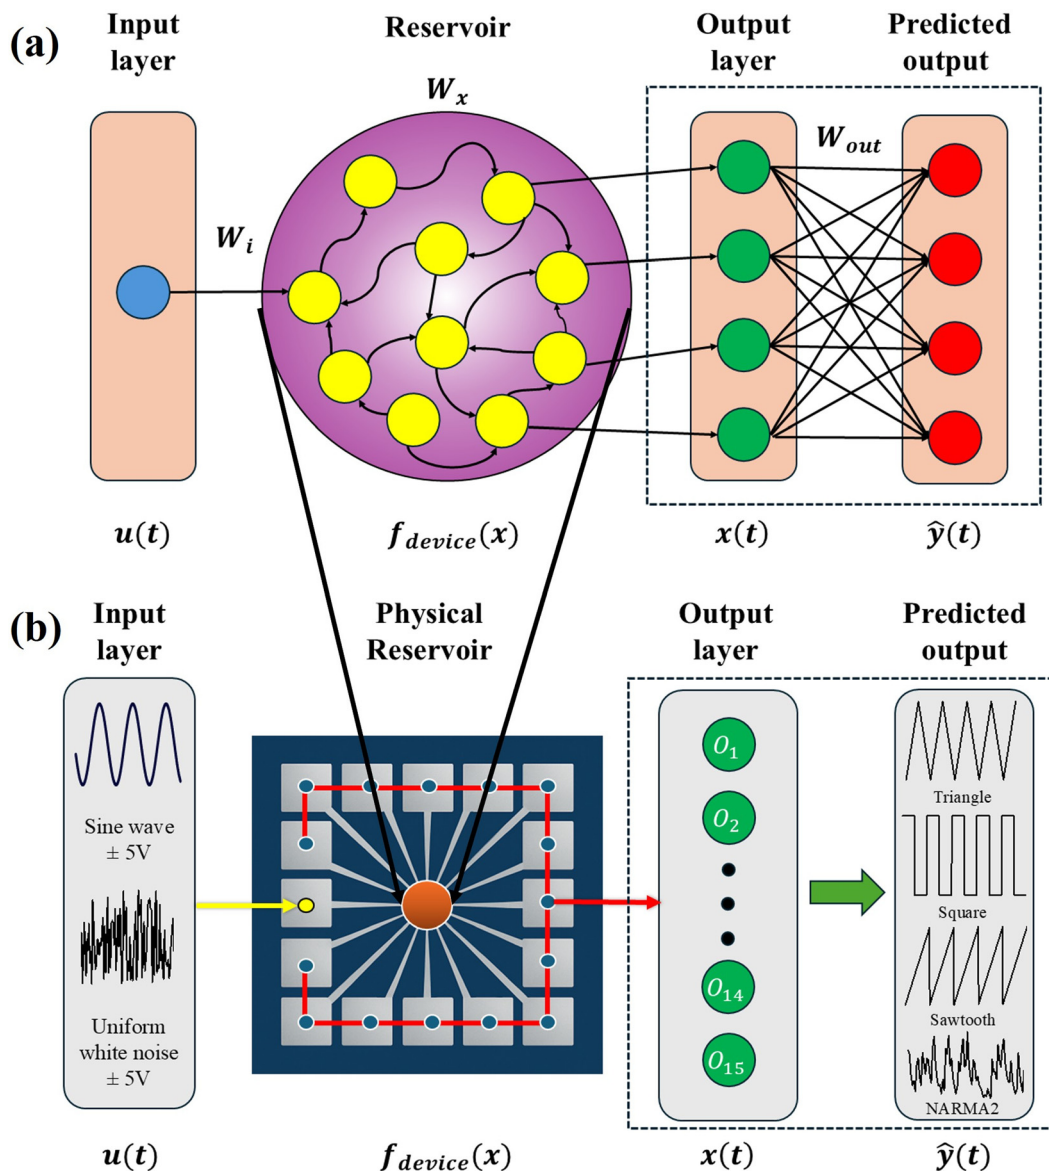 (a)
Input
layer
Reservoir
Output
layer
Predicted
output
W_x
W_out
W_i
u(t)
f_device(x)
x(t)
ŷ(t)
(b)
Input
layer
Physical
Reservoir
Output
layer
Predicted
output
Sine wave
± 5V
Uniform
white noise
± 5V
O_1
O_2
O_14
O_15
Triangle
Square
Sawtooth
NARMA2
u(t)
f_device(x)
x(t)
ŷ(t)